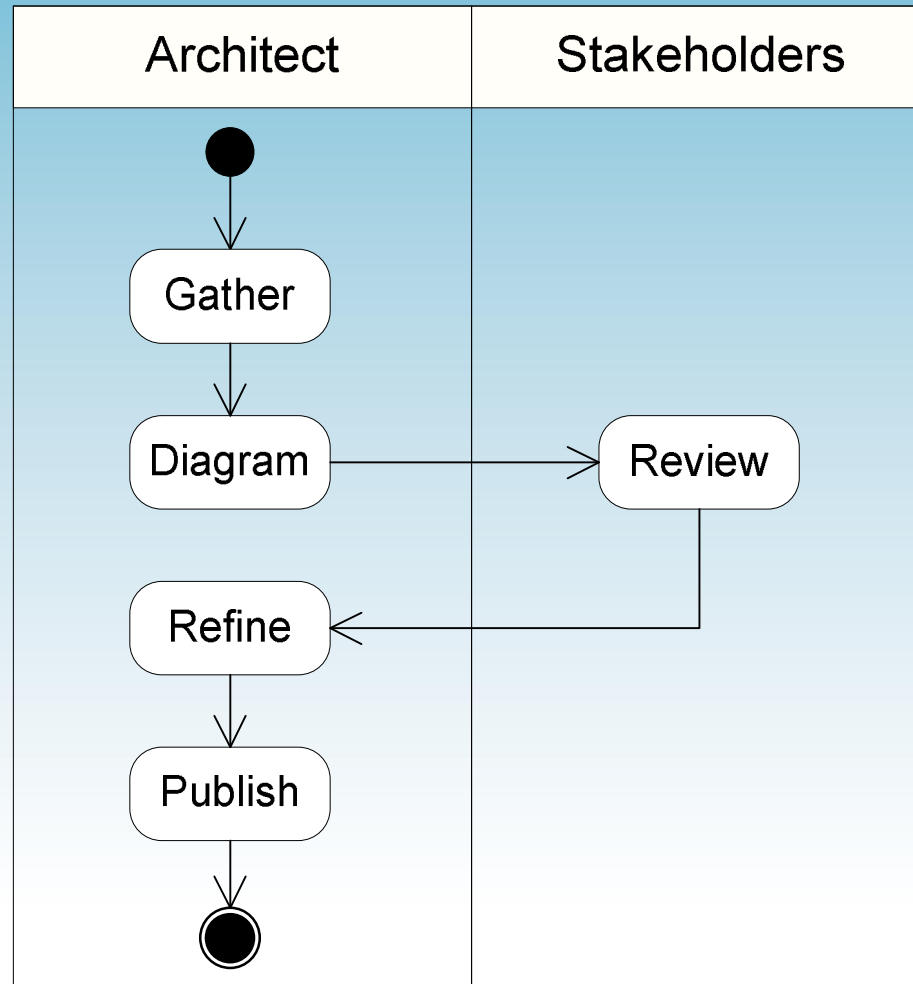 Architect
Stakeholders
Gather
Diagram
Review
Refine
Publish